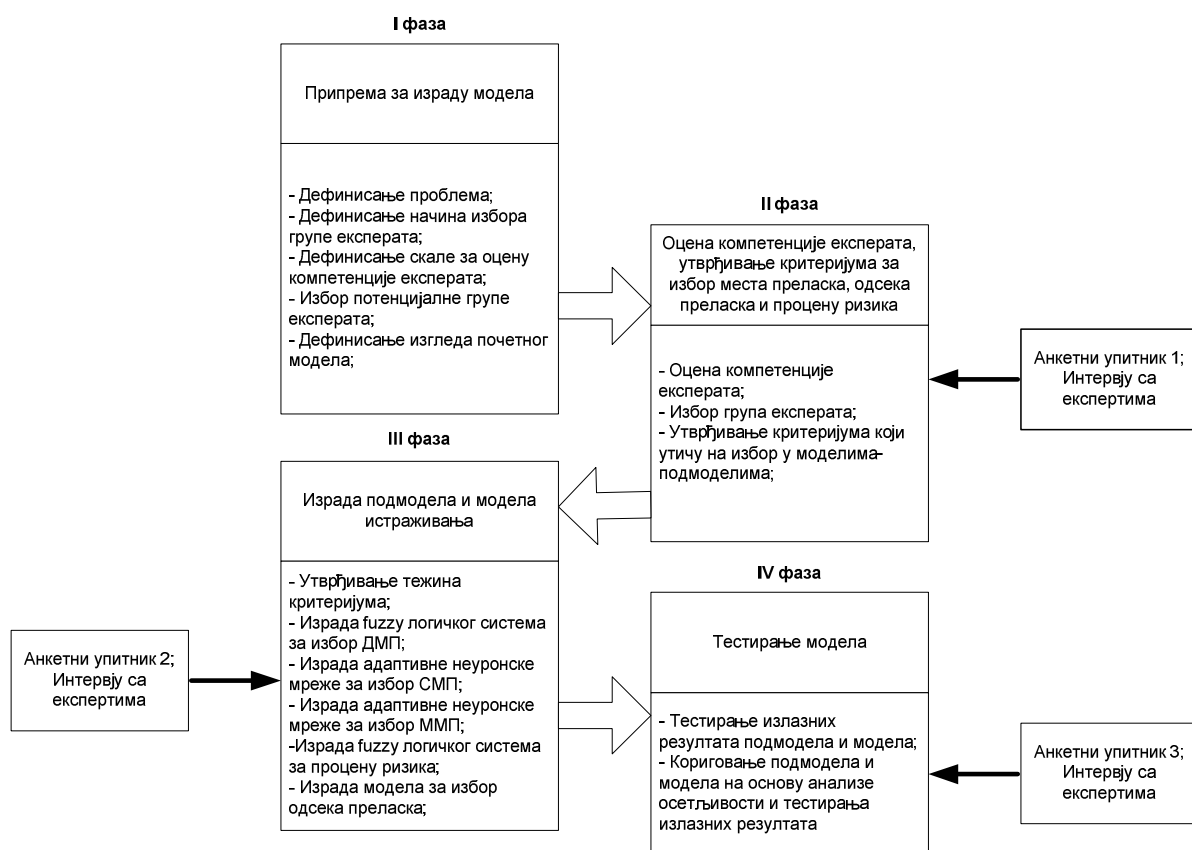 I фаза
Припрема за израду модела
- Дефинисање проблема;
- Дефинисање начина избора
групе експерата;
- Дефинисање скале за оцену
компетенције експерата;
- Избор потенцијалне групе
експерата;
- Дефинисање изгледа почетног
модела;
II фаза
Оцена компетенције експерата,
утврђивање критеријума за
избор места преласка, одсека
преласка и процену ризика
- Оцена компетенције
експерата;
- Избор група експерата;
- Утврђивање критеријума који
утичу на избор у моделима-
подмоделима;
Анкетни упитник 1;
Интервју са
експертима
III фаза
Израда подмодела и модела
истраживања
- Утврђивање тежина
критеријума;
- Израда fuzzy логичког система
за избор ДМП;
- Израда адаптивне неуронске
мреже за избор СМП;
- Израда адаптивне неуронске
мреже за избор ММП;
-Израда fuzzy логичког система
за процену ризика;
- Израда модела за избор
одсека преласка;
Анкетни упитник 2;
Интервју са
експертима
IV фаза
Тестирање модела
- Тестирање излазних
резултата подмодела и модела;
- Кориговање подмодела и
модела на основу анализе
осетљивости и тестирања
излазних резултата
Анкетни упитник 3;
Интервју са
експертима